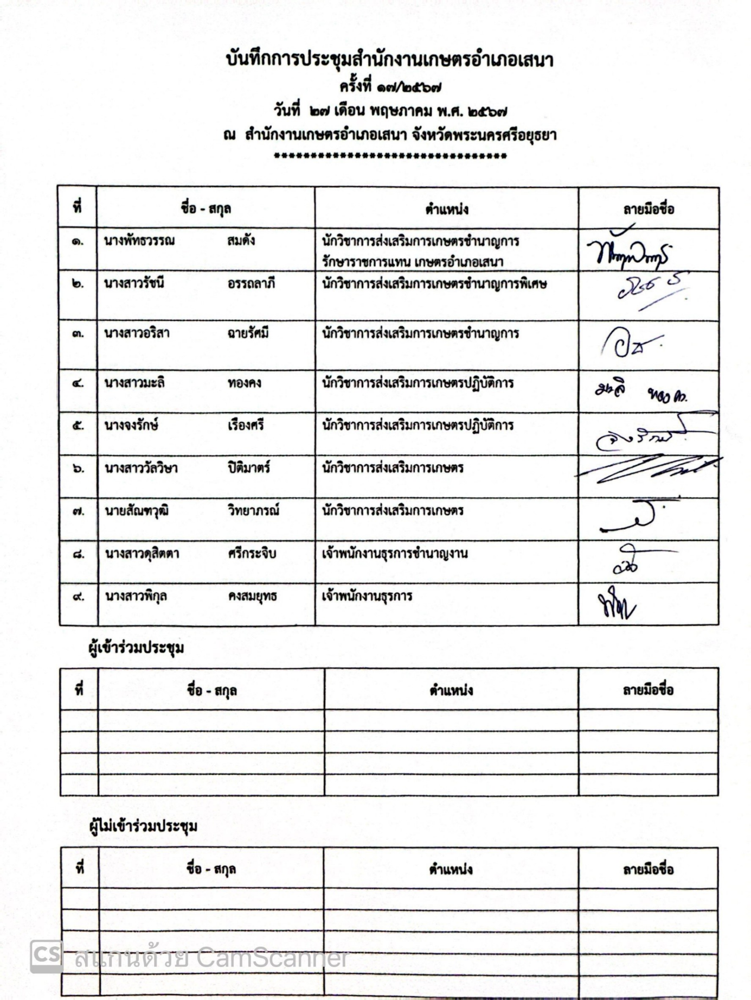 บันทึกการประชุมสำนักงานเกษตรอำเภอเสนา
ครั้งที่ ๑๗/๒๕๖๗
วันที่ ๒๗ เดือน พฤษภาคม พ.ศ. ๒๕๖๗
ณ สำนักงานเกษตรอำเภอเสนา จังหวัดพระนครศรีอยุธยา
********************************
ที่ ชื่อ - สกุล ตำแหน่ง ลายมือชื่อ
๑. นางพัทธวรรณ สมดัง นักวิชาการส่งเสริมการเกษตรชำนาญการ
รักษาราชการแทน เกษตรอำเภอเสนา
๒. นางสาวรัชนี อรรถลาภี นักวิชาการส่งเสริมการเกษตรชำนาญการพิเศษ
๓. นางสาวอริสา ฉายรัศมี นักวิชาการส่งเสริมการเกษตรชำนาญการ
๔. นางสาวมะลิ ทองคง นักวิชาการส่งเสริมการเกษตรปฏิบัติการ มะลิ ทองคง
๕. นางจงรักษ์ เรืองศรี นักวิชาการส่งเสริมการเกษตรปฏิบัติการ จงรักษ์
๖. นางสาววัลวิษา ปิติมาตร์ นักวิชาการส่งเสริมการเกษตร
๗. นายสัณฑวุฒิ วิทยาภรณ์ นักวิชาการส่งเสริมการเกษตร
๘. นางสาวดุสิตตา ศรีกระจิบ เจ้าพนักงานธุรการชำนาญงาน
๙. นางสาวพิกุล คงสมยุทธ เจ้าพนักงานธุรการ
ผู้เข้าร่วมประชุม
ที่ ชื่อ - สกุล ตำแหน่ง ลายมือชื่อ
ผู้ไม่เข้าร่วมประชุม
ที่ ชื่อ - สกุล ตำแหน่ง ลายมือชื่อ
CS สแกนด้วย CamScanner